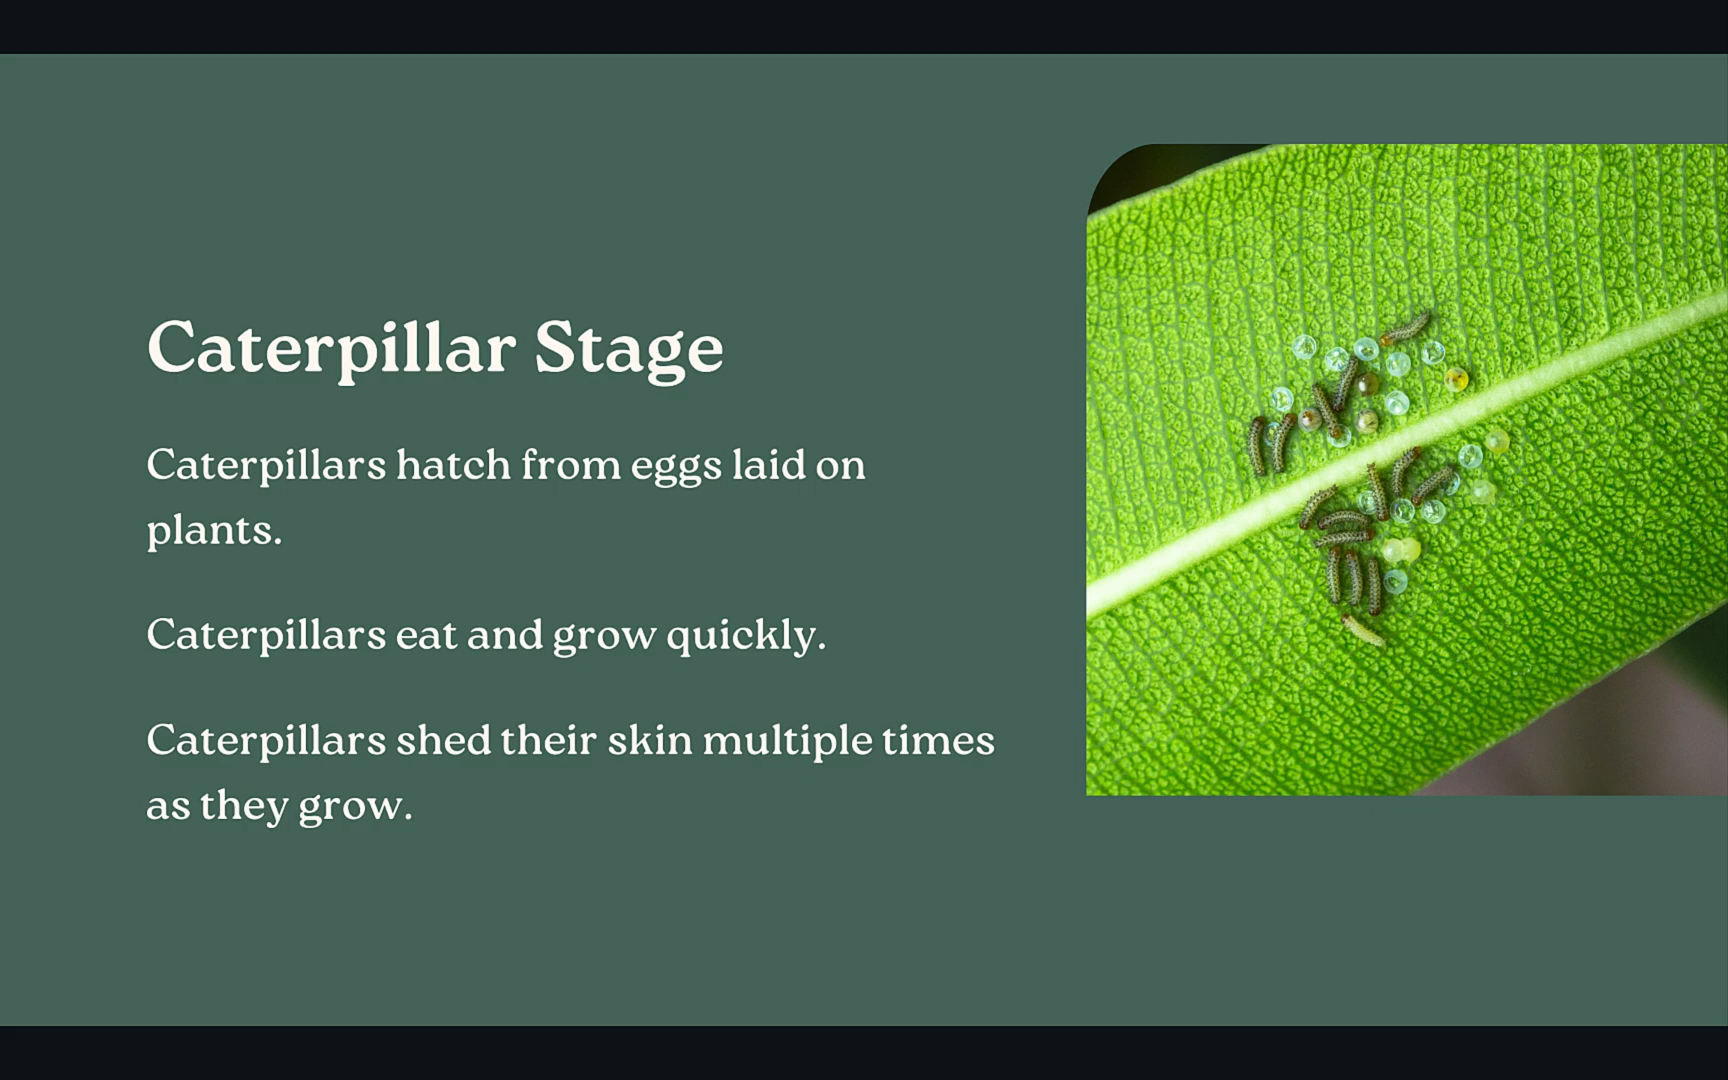 Caterpillar Stage
Caterpillars hatch from eggs laid on
plants.
Caterpillars eat and grow quickly.
Caterpillars shed their skin multiple times
as they grow.